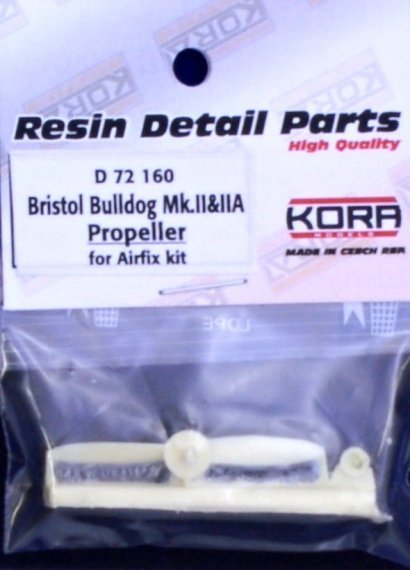 Resin Detail Parts
High Quality
D 72 160
Bristol Bulldog Mk.II&IIA
Propeller
for Airfix kit
KORA
MODELS
MADE IN CZECH REP.
LDPE